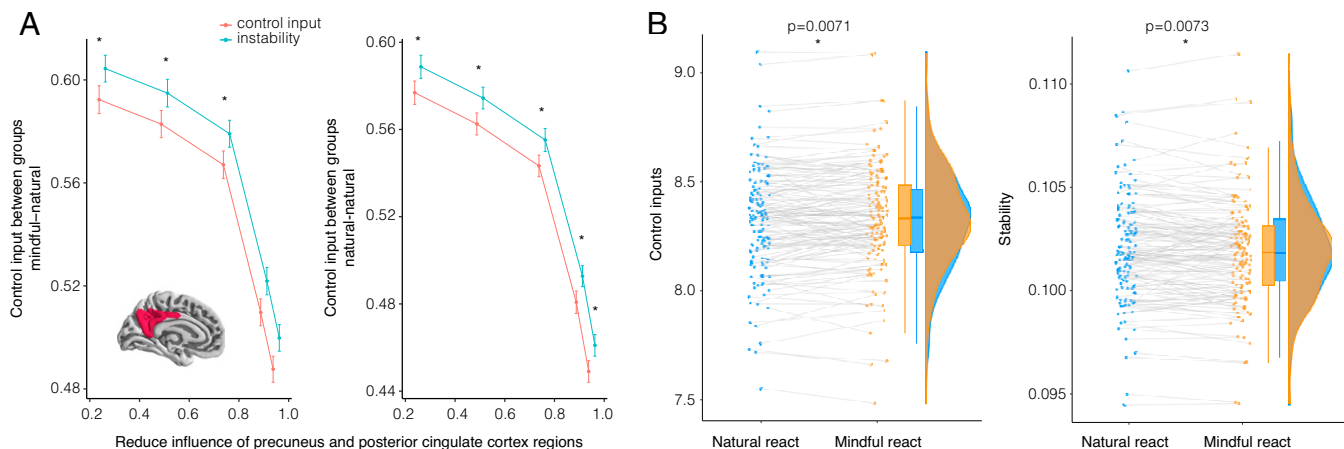 A
control input
instability
Control input between groups
mindful–natural
0.60
0.56
0.52
0.48
*
*
*
0.2
0.4
0.6
0.8
1.0
Control input between groups
natural-natural
0.60
0.56
0.52
0.48
0.44
*
*
*
*
*
0.2
0.4
0.6
0.8
1.0
Reduce influence of precuneus and posterior cingulate cortex regions
B
p=0.0071
*
Control inputs
9.0
8.5
8.0
7.5
Natural react
Mindful react
p=0.0073
*
Stability
0.110
0.105
0.100
0.095
Natural react
Mindful react